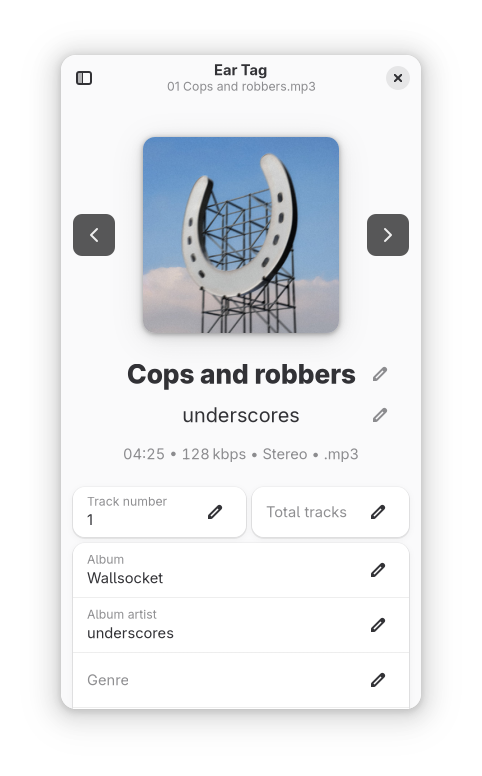 Ear Tag
01 Cops and robbers.mp3
Cops and robbers
underscores
04:25 • 128 kbps • Stereo • .mp3
Track number
1
Total tracks
Album
Wallsocket
Album artist
underscores
Genre